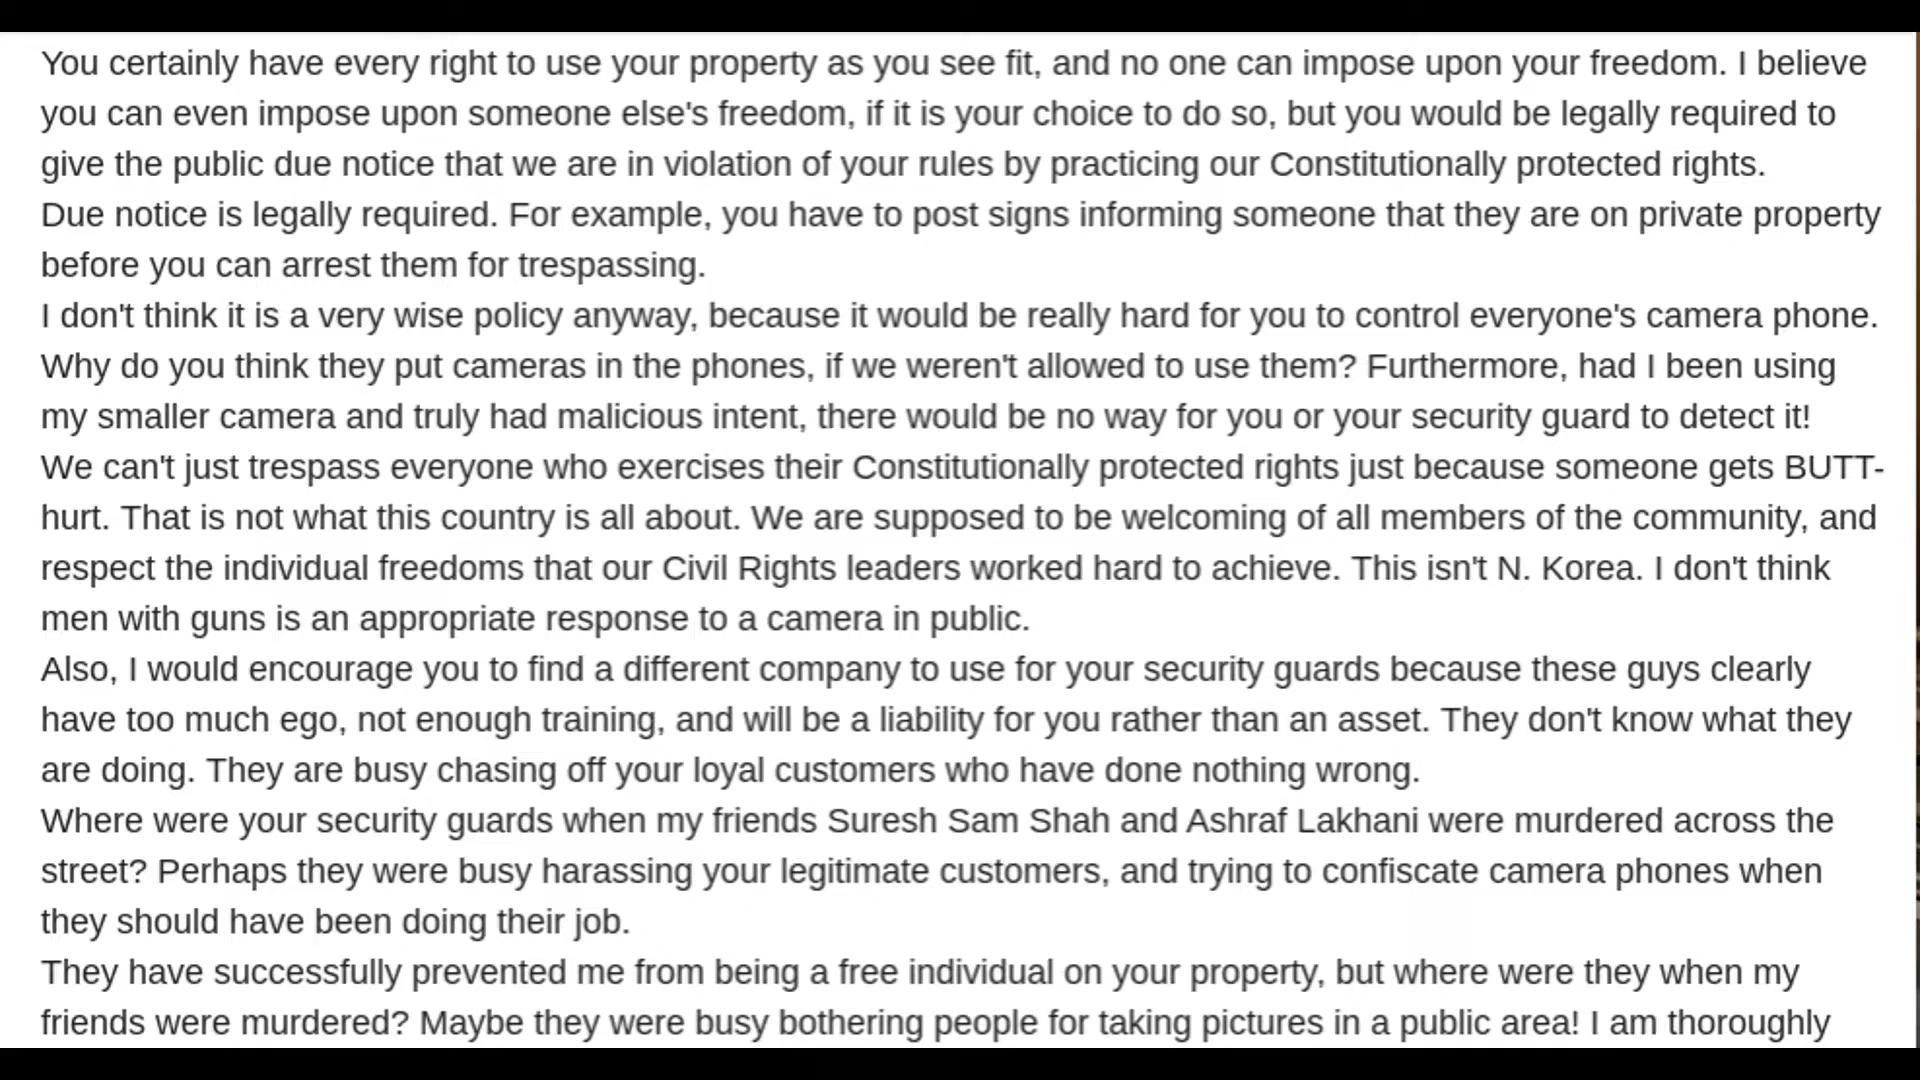 You certainly have every right to use your property as you see fit, and no one can impose upon your freedom. I believe
you can even impose upon someone else's freedom, if it is your choice to do so, but you would be legally required to
give the public due notice that we are in violation of your rules by practicing our Constitutionally protected rights.
Due notice is legally required. For example, you have to post signs informing someone that they are on private property
before you can arrest them for trespassing.
I don't think it is a very wise policy anyway, because it would be really hard for you to control everyone's camera phone.
Why do you think they put cameras in the phones, if we weren't allowed to use them? Furthermore, had I been using
my smaller camera and truly had malicious intent, there would be no way for you or your security guard to detect it!
We can't just trespass everyone who exercises their Constitutionally protected rights just because someone gets BUTT-
hurt. That is not what this country is all about. We are supposed to be welcoming of all members of the community, and
respect the individual freedoms that our Civil Rights leaders worked hard to achieve. This isn't N. Korea. I don't think
men with guns is an appropriate response to a camera in public.
Also, I would encourage you to find a different company to use for your security guards because these guys clearly
have too much ego, not enough training, and will be a liability for you rather than an asset. They don't know what they
are doing. They are busy chasing off your loyal customers who have done nothing wrong.
Where were your security guards when my friends Suresh Sam Shah and Ashraf Lakhani were murdered across the
street? Perhaps they were busy harassing your legitimate customers, and trying to confiscate camera phones when
they should have been doing their job.
They have successfully prevented me from being a free individual on your property, but where were they when my
friends were murdered? Maybe they were busy bothering people for taking pictures in a public area! I am thoroughly